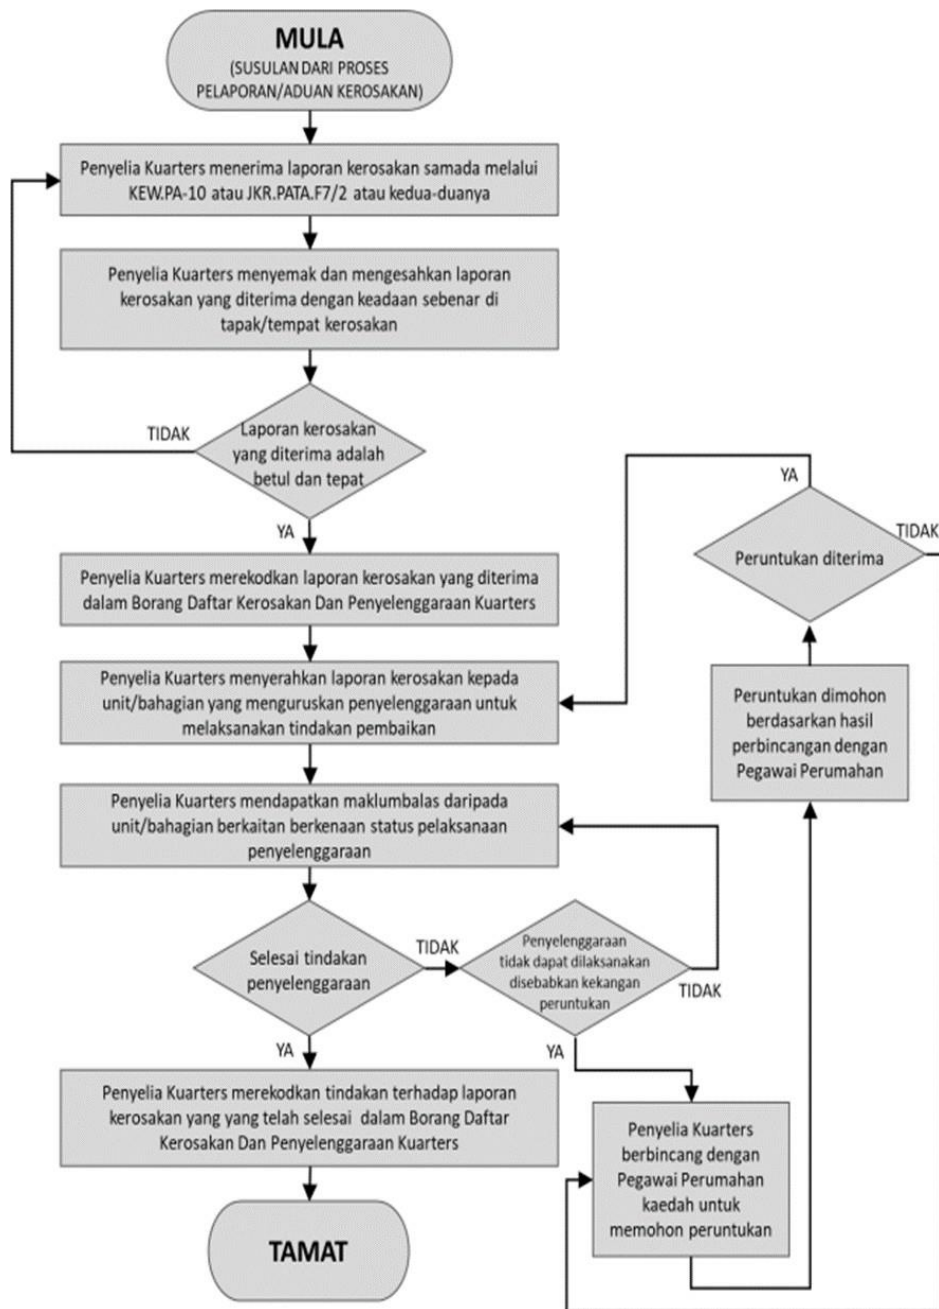 MULA
(SUSULAN DARI PROSES
PELAPORAN/ADUAN KEROSAKAN)
Penyelia Kuarters menerima laporan kerosakan samada melalui
KEW.PA-10 atau JKR.PATA.F7/2 atau kedua-duanya
Penyelia Kuarters menyemak dan mengesahkan laporan
kerosakan yang diterima dengan keadaan sebenar di
tapak/tempat kerosakan
TIDAK
Laporan kerosakan
yang diterima adalah
betul dan tepat
YA
Penyelia Kuarters merekodkan laporan kerosakan yang diterima
dalam Borang Daftar Kerosakan Dan Penyelenggaraan Kuarters
Penyelia Kuarters menyerahkan laporan kerosakan kepada
unit/bahagian yang menguruskan penyelenggaraan untuk
melaksanakan tindakan pembaikan
Penyelia Kuarters mendapatkan maklumbalas daripada
unit/bahagian berkaitan berkenaan status pelaksanaan
penyelenggaraan
Selesai tindakan
penyelenggaraan
TIDAK
Penyelenggaraan
tidak dapat dilaksanakan
disebabkan kekangan
peruntukan
TIDAK
YA
YA
Penyelia Kuarters merekodkan tindakan terhadap laporan
kerosakan yang yang telah selesai dalam Borang Daftar
Kerosakan Dan Penyelenggaraan Kuarters
TAMAT
Penyelia Kuarters
berbincang dengan
Pegawai Perumahan
kaedah untuk
memohon peruntukan
Peruntukan dimohon
berdasarkan hasil
perbincangan dengan
Pegawai Perumahan
Peruntukan diterima
YA
TIDAK